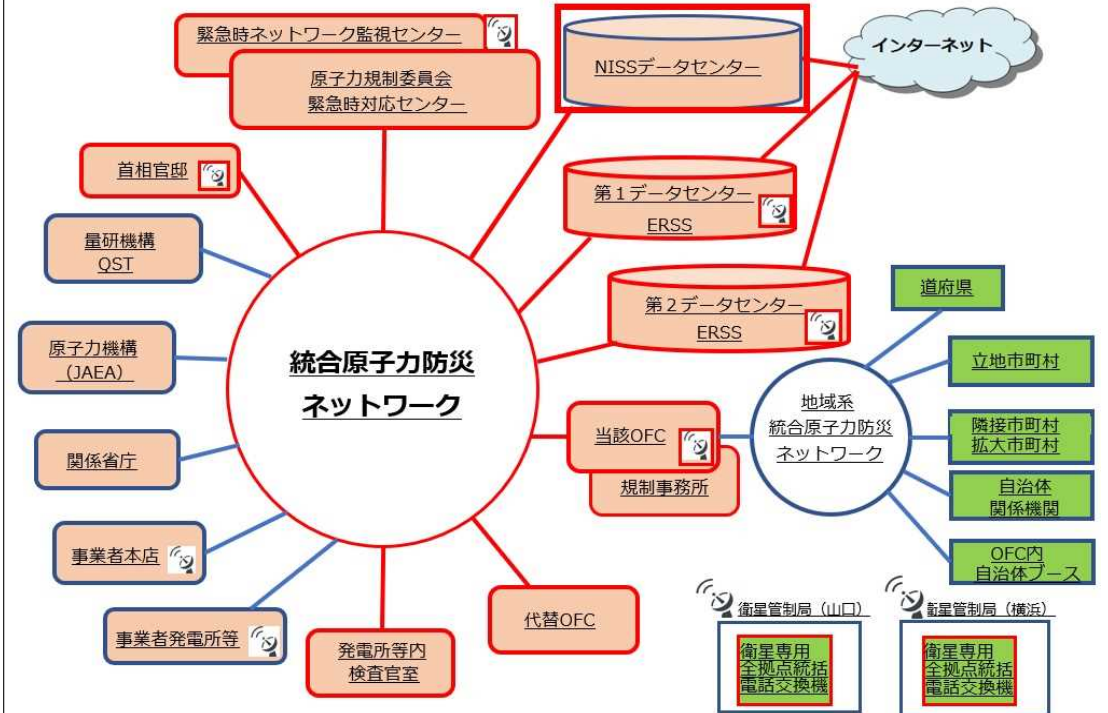 緊急時ネットワーク監視センター
原子力規制委員会
緊急時対応センター
NISSデータセンター
インターネット
首相官邸
第１データセンター
ERSS
量研機構
QST
第２データセンター
ERSS
道府県
原子力機構
（JAEA）
統合原子力防災
ネットワーク
立地市町村
地域系
統合原子力防災
ネットワーク
当該OFC
規制事務所
隣接市町村
拡大市町村
関係省庁
自治体
関係機関
事業者本店
OFC内
自治体ブース
事業者発電所等
発電所等内
検査官室
代替OFC
衛星管制局（山口）
衛星専用
全拠点統括
電話交換機
衛星管制局（横浜）
衛星専用
全拠点統括
電話交換機